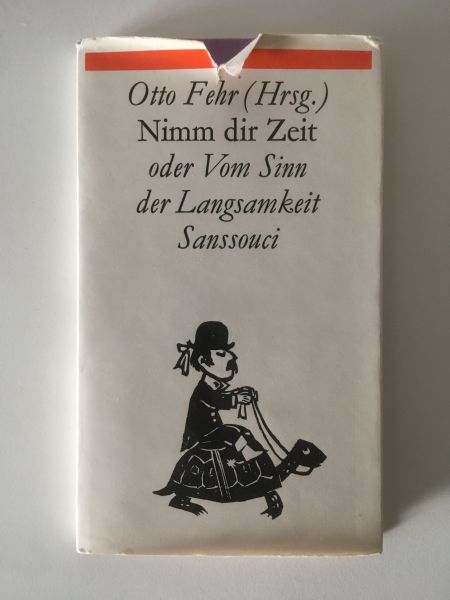 Otto Fehr (Hrsg.)
Nimm dir Zeit
oder Vom Sinn
der Langsamkeit
Sanssouci